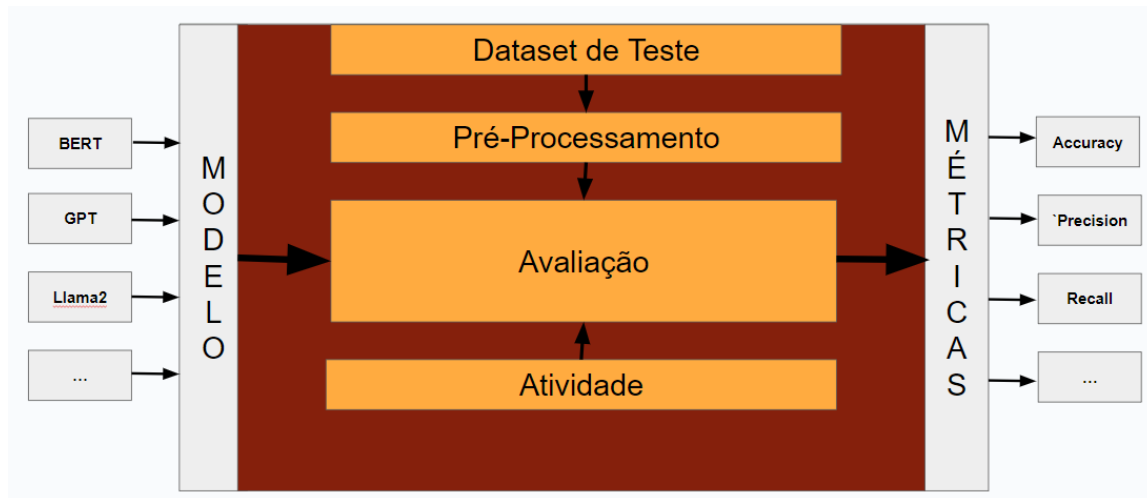 BERT
GPT
Llama2
...
MODELO
Dataset de Teste
Pré-Processamento
Avaliação
Atividade
MÉTRICAS
Accuracy
`Precision
Recall
...